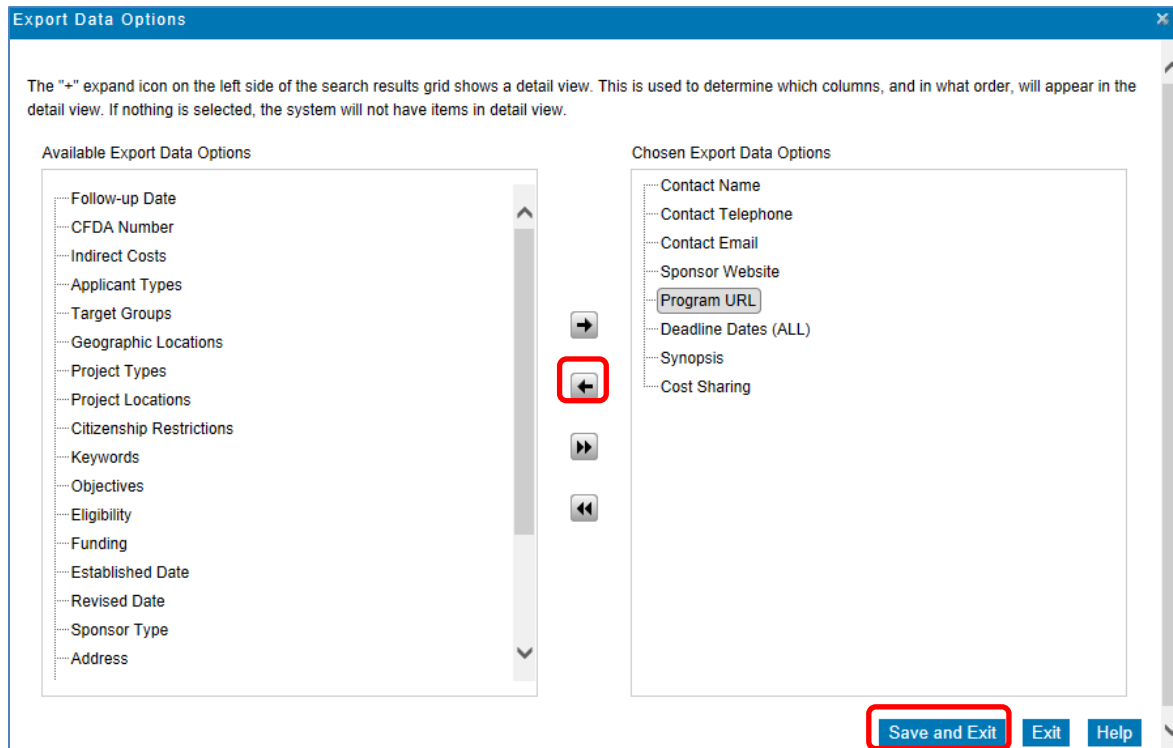 Export Data Options
The "+" expand icon on the left side of the search results grid shows a detail view. This is used to determine which columns, and in what order, will appear in the
detail view. If nothing is selected, the system will not have items in detail view.
Available Export Data Options
Follow-up Date
CFDA Number
Indirect Costs
Applicant Types
Target Groups
Geographic Locations
Project Types
Project Locations
Citizenship Restrictions
Keywords
Objectives
Eligibility
Funding
Established Date
Revised Date
Sponsor Type
Address
Chosen Export Data Options
Contact Name
Contact Telephone
Contact Email
Sponsor Website
Program URL
Deadline Dates (ALL)
Synopsis
Cost Sharing
Save and Exit
Exit
Help